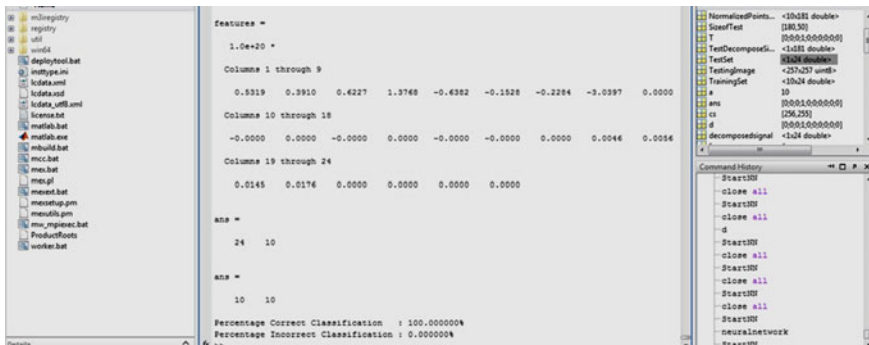 m3iregistry
registry
util
win64
deploytool.bat
insttype.ini
lcdata.xml
lcdata.xsd
lcdata_utf8.xml
license.txt
matlab.bat
matlab.exe
mbuild.bat
mcc.bat
mex.bat
mex.pl
mexext.bat
mexsetup.pm
mexutils.pm
mw_mpiexec.bat
ProductRoots
worker.bat
Details
features =
1.0e+20 *
Columns 1 through 9
0.5319 0.3910 0.6227 1.3768 -0.6382 -0.1528 -0.2284 -3.0397 0.0000
Columns 10 through 18
-0.0000 0.0000 -0.0000 0.0000 -0.0000 -0.0000 0.0000 0.0046 0.0056
Columns 19 through 24
0.0145 0.0176 0.0000 0.0000 0.0000 0.0000
ans =
24 10
ans =
10 10
Percentage Correct Classification : 100.000000%
Percentage Incorrect Classification : 0.000000%
NormalizedPoints... <10x181 double>
SizeofTest [180,50]
T [0;0;0;1;0;0;0;0;0;0]
TestDecomposeSi... <1x181 double>
TestSet <1x24 double>
TestingImage <257x257 uint8>
TrainingSet <10x24 double>
a 10
ans [0;0;0;1;0;0;0;0;0;0]
cs [256,255]
d [0;0;0;1;0;0;0;0;0;0]
decomposedsignal <1x24 double>
Command History
StartNN
close all
StartNN
close all
d
StartNN
close all
StartNN
close all
StartNN
close all
StartNN
neuralnetwork
StartNN